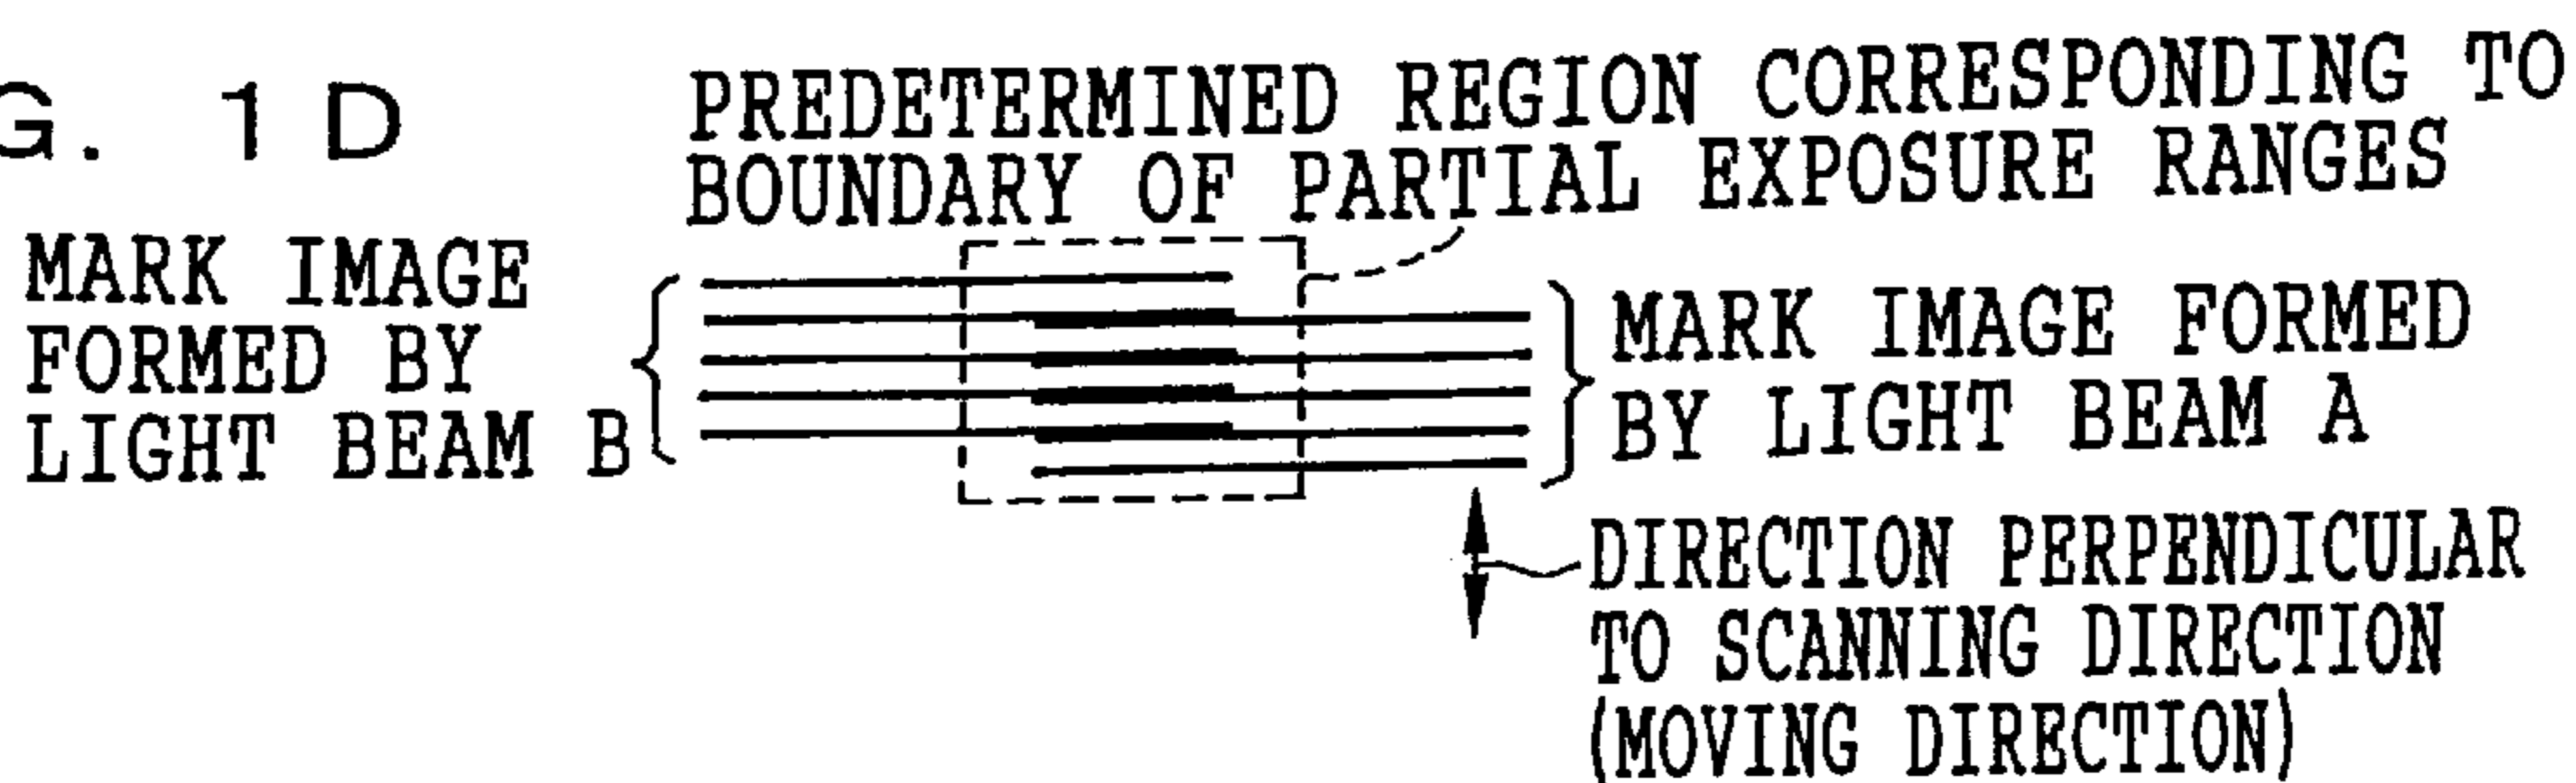 G. 1D
PREDETERMINED REGION CORRESPONDING TO
BOUNDARY OF PARTIAL EXPOSURE RANGES
MARK IMAGE
FORMED BY
LIGHT BEAM B
MARK IMAGE FORMED
BY LIGHT BEAM A
DIRECTION PERPENDICULAR
TO SCANNING DIRECTION
(MOVING DIRECTION)